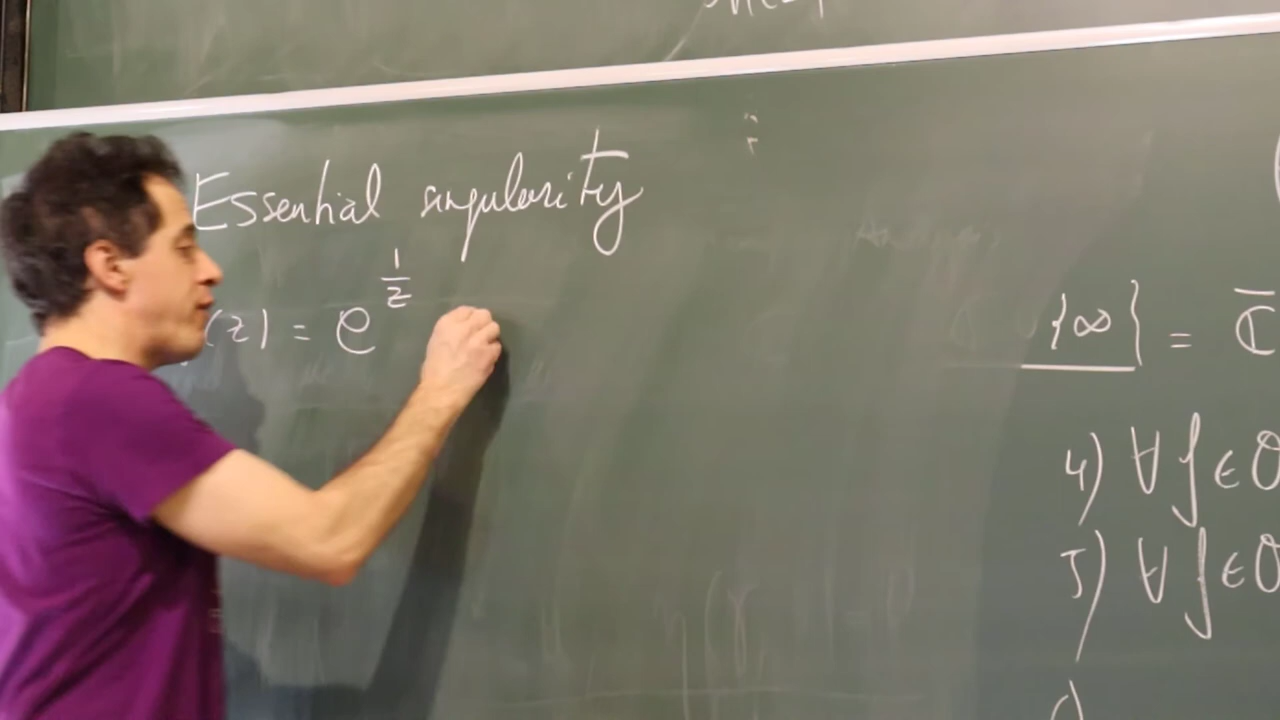 Essential singularity
(z) = e^{1/z}
{∞} = ℂ̅
4) ∀ f ∈ O
5) ∀ f ∈ O